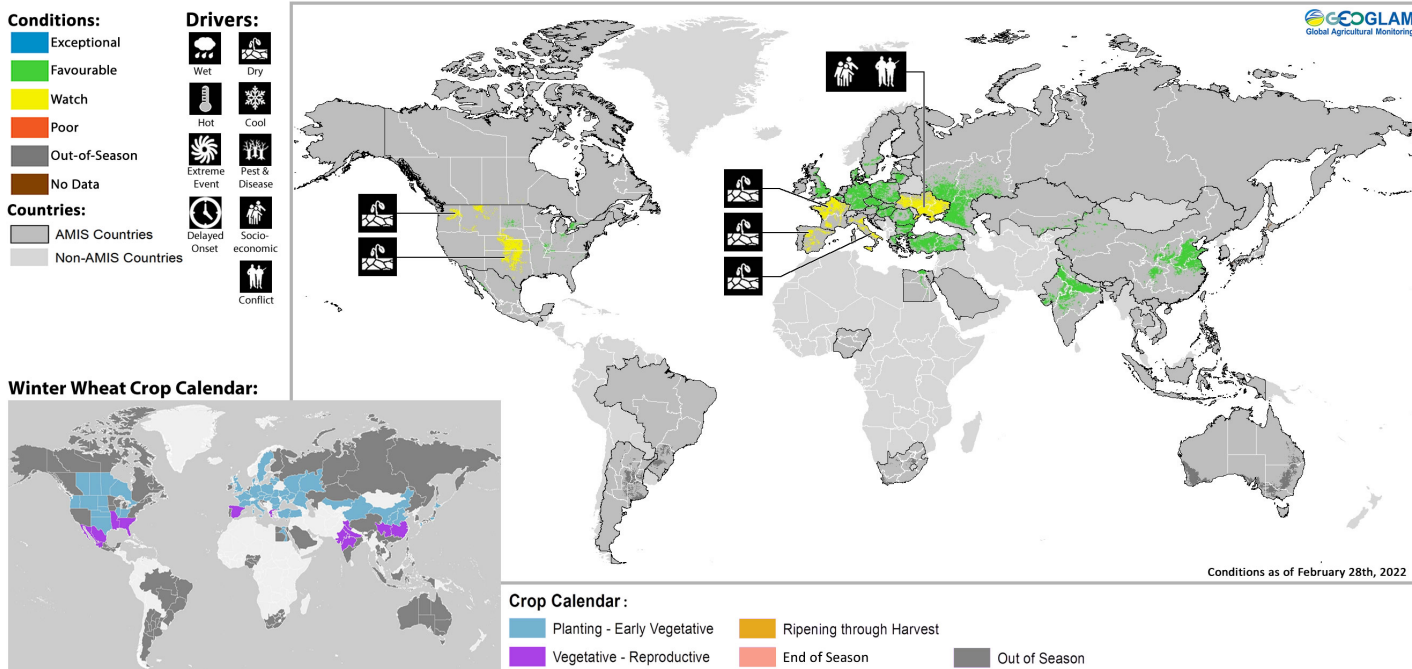 Conditions:
Exceptional
Favourable
Watch
Poor
Out-of-Season
No Data
Countries:
AMIS Countries
Non-AMIS Countries
Drivers:
Wet Dry
Hot Cool
Extreme Event Pest & Disease
Delayed Onset Socio-economic
Conflict
GEOGLAM
Global Agricultural Monitoring
Conditions as of February 28th, 2022
Winter Wheat Crop Calendar:
Crop Calendar :
Planting - Early Vegetative
Ripening through Harvest
Vegetative - Reproductive
End of Season
Out of Season